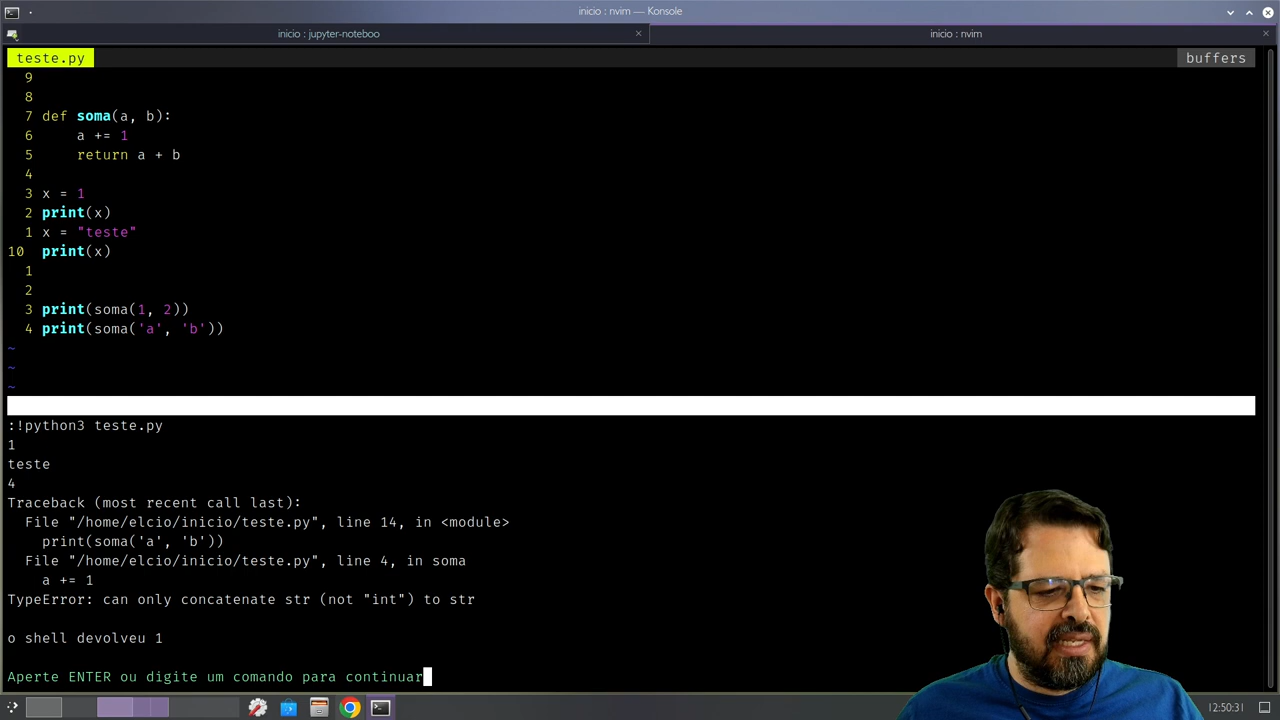 inicio : nvim — Konsole
inicio : jupyter-noteboo
inicio : nvim
teste.py
buffers
9
8
7 def soma(a, b):
6     a += 1
5     return a + b
4
3 x = 1
2 print(x)
1 x = "teste"
10 print(x)
1
2
3 print(soma(1, 2))
4 print(soma('a', 'b'))
~
~
~
:!python3 teste.py
1
teste
4
Traceback (most recent call last):
  File "/home/elcio/inicio/teste.py", line 14, in <module>
    print(soma('a', 'b'))
  File "/home/elcio/inicio/teste.py", line 4, in soma
    a += 1
TypeError: can only concatenate str (not "int") to str
o shell devolveu 1
Aperte ENTER ou digite um comando para continuar
12:50:31